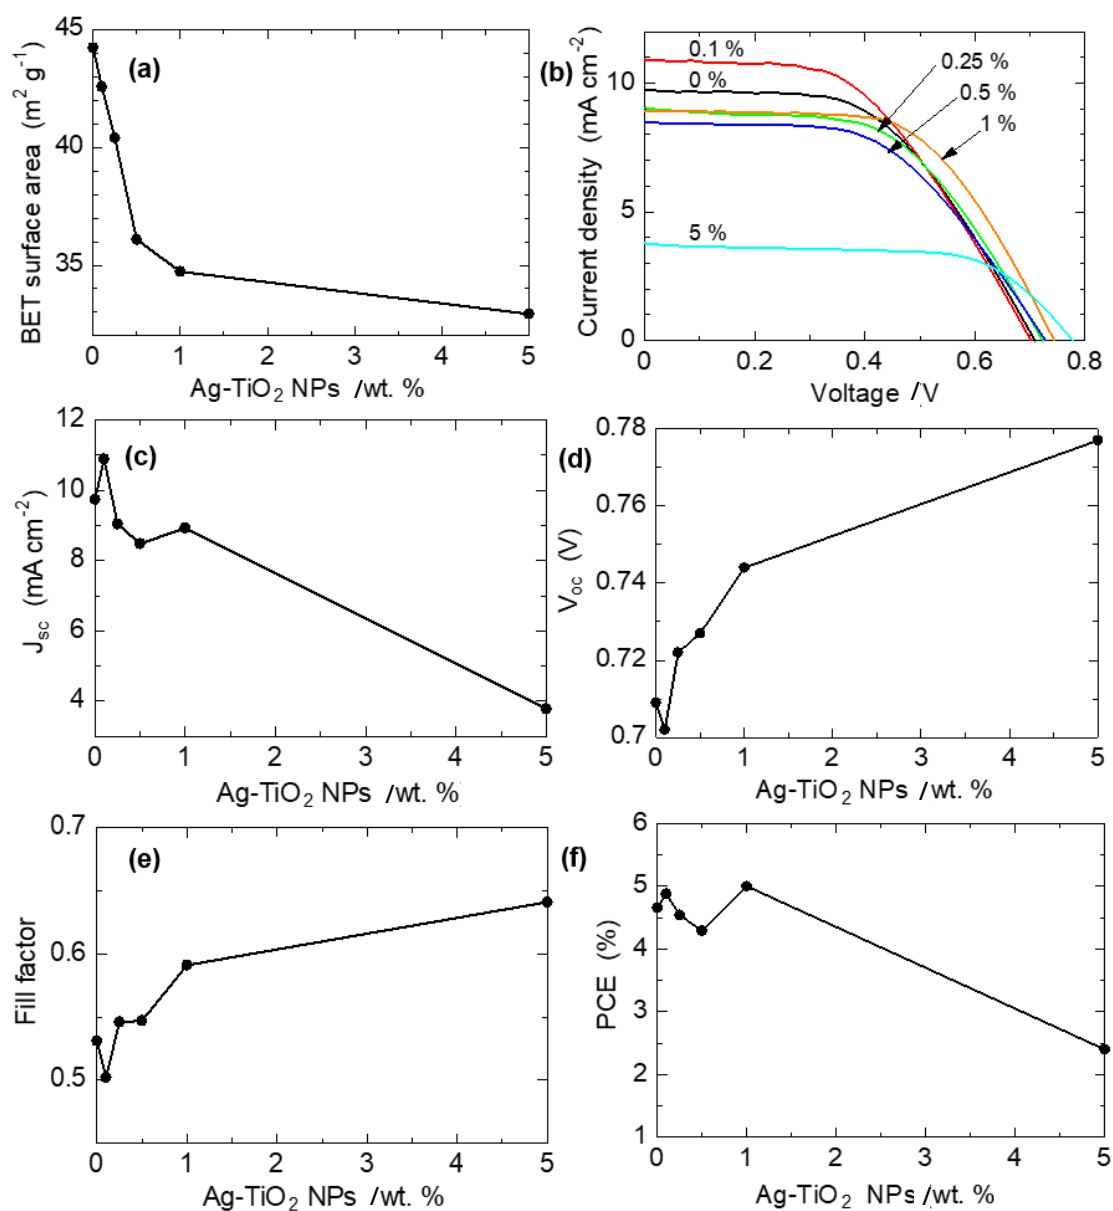 (a)
45
40
35
BET surface area (m² g⁻¹)
0 1 2 3 4 5
Ag-TiO₂ NPs /wt. %
(b)
10
5
0
Current density (mA cm⁻²)
0.1 %
0 %
0.25 %
0.5 %
1 %
5 %
0 0.2 0.4 0.6 0.8
Voltage /V
(c)
12
10
8
6
4
J_sc (mA cm⁻²)
0 1 2 3 4 5
Ag-TiO₂ NPs /wt. %
(d)
0.78
0.76
0.74
0.72
0.7
V_oc (V)
0 1 2 3 4 5
Ag-TiO₂ NPs /wt. %
(e)
0.7
0.6
0.5
Fill factor
0 1 2 3 4 5
Ag-TiO₂ NPs /wt. %
(f)
6
5
4
3
2
1
PCE (%)
0 1 2 3 4 5
Ag-TiO₂ NPs /wt. %